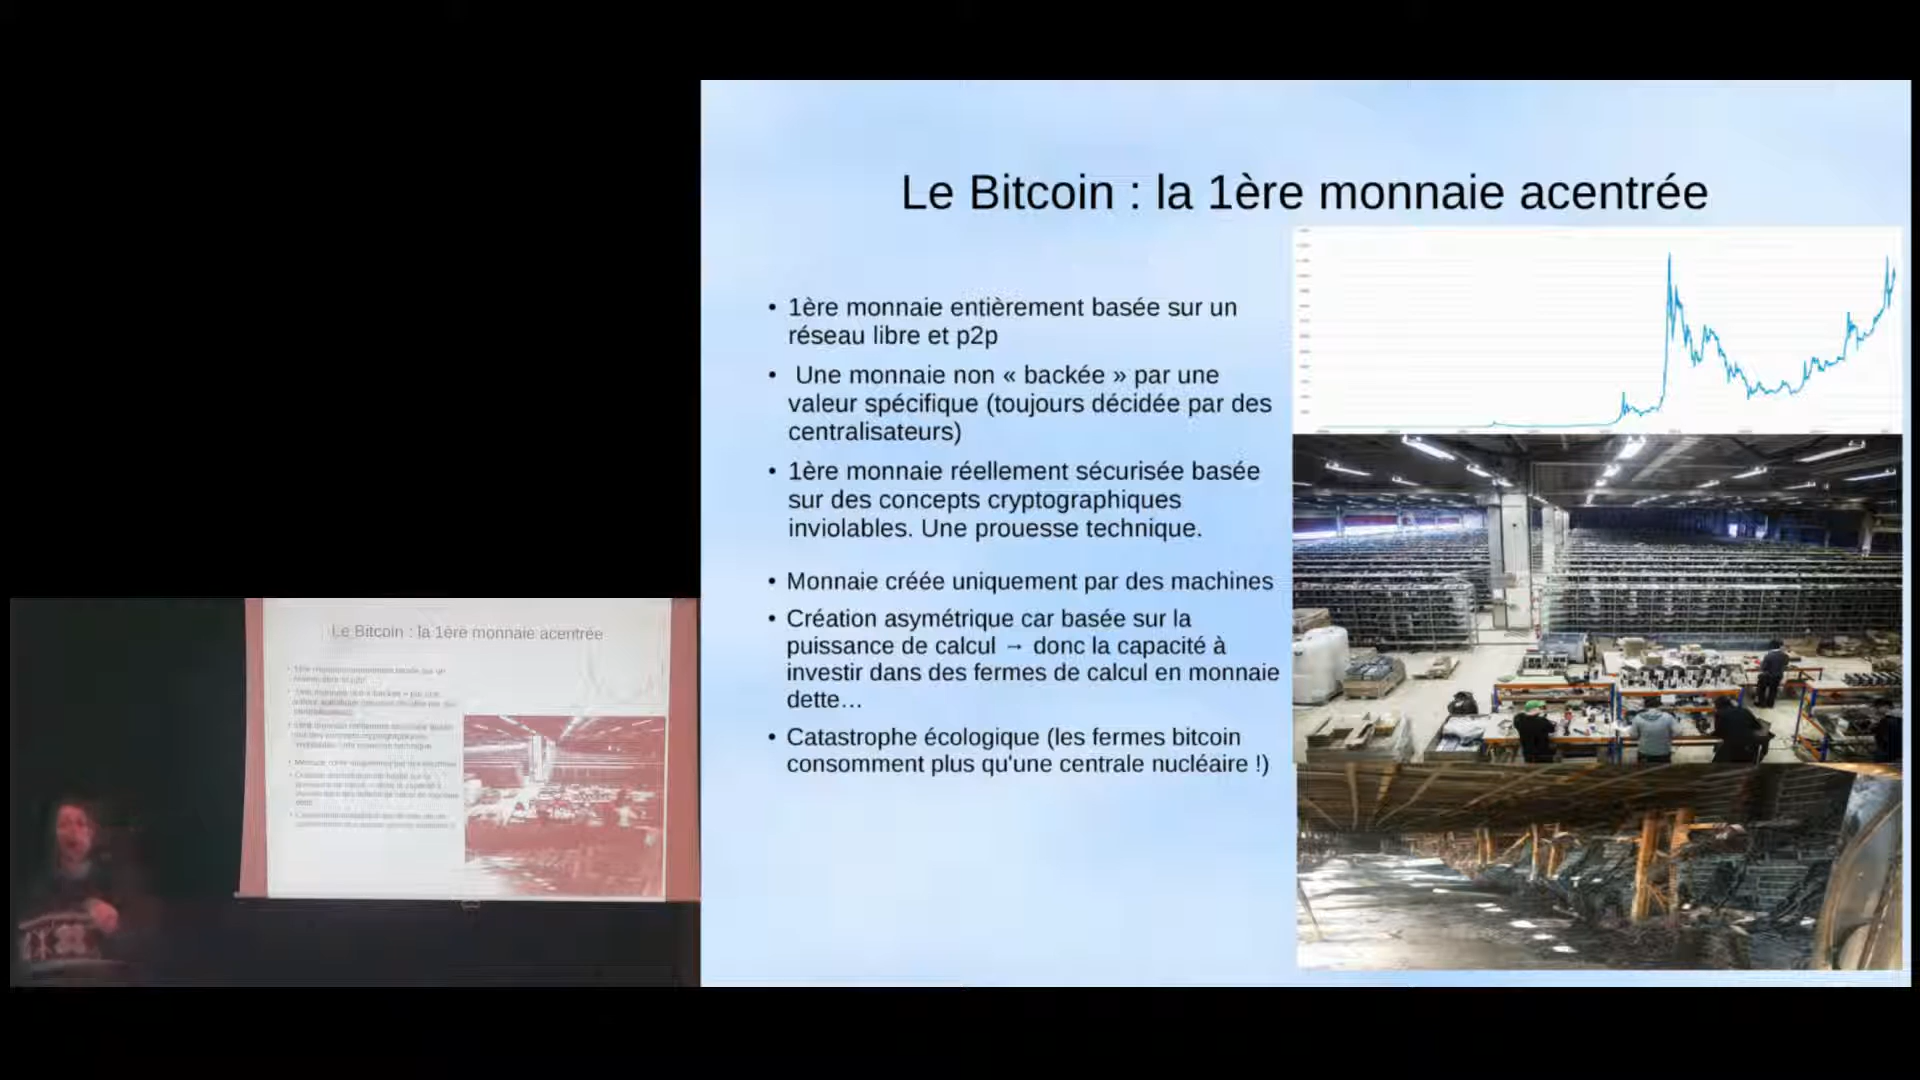 Le Bitcoin : la 1ère monnaie acentrée
• 1ère monnaie entièrement basée sur un
réseau libre et p2p
• Une monnaie non « backée » par une
valeur spécifique (toujours décidée par des
centralisateurs)
• 1ère monnaie réellement sécurisée basée
sur des concepts cryptographiques
inviolables. Une prouesse technique.
• Monnaie créée uniquement par des machines
• Création asymétrique car basée sur la
puissance de calcul → donc la capacité à
investir dans des fermes de calcul en monnaie
dette…
• Catastrophe écologique (les fermes bitcoin
consomment plus qu'une centrale nucléaire !)
Le Bitcoin : la 1ère monnaie acentrée